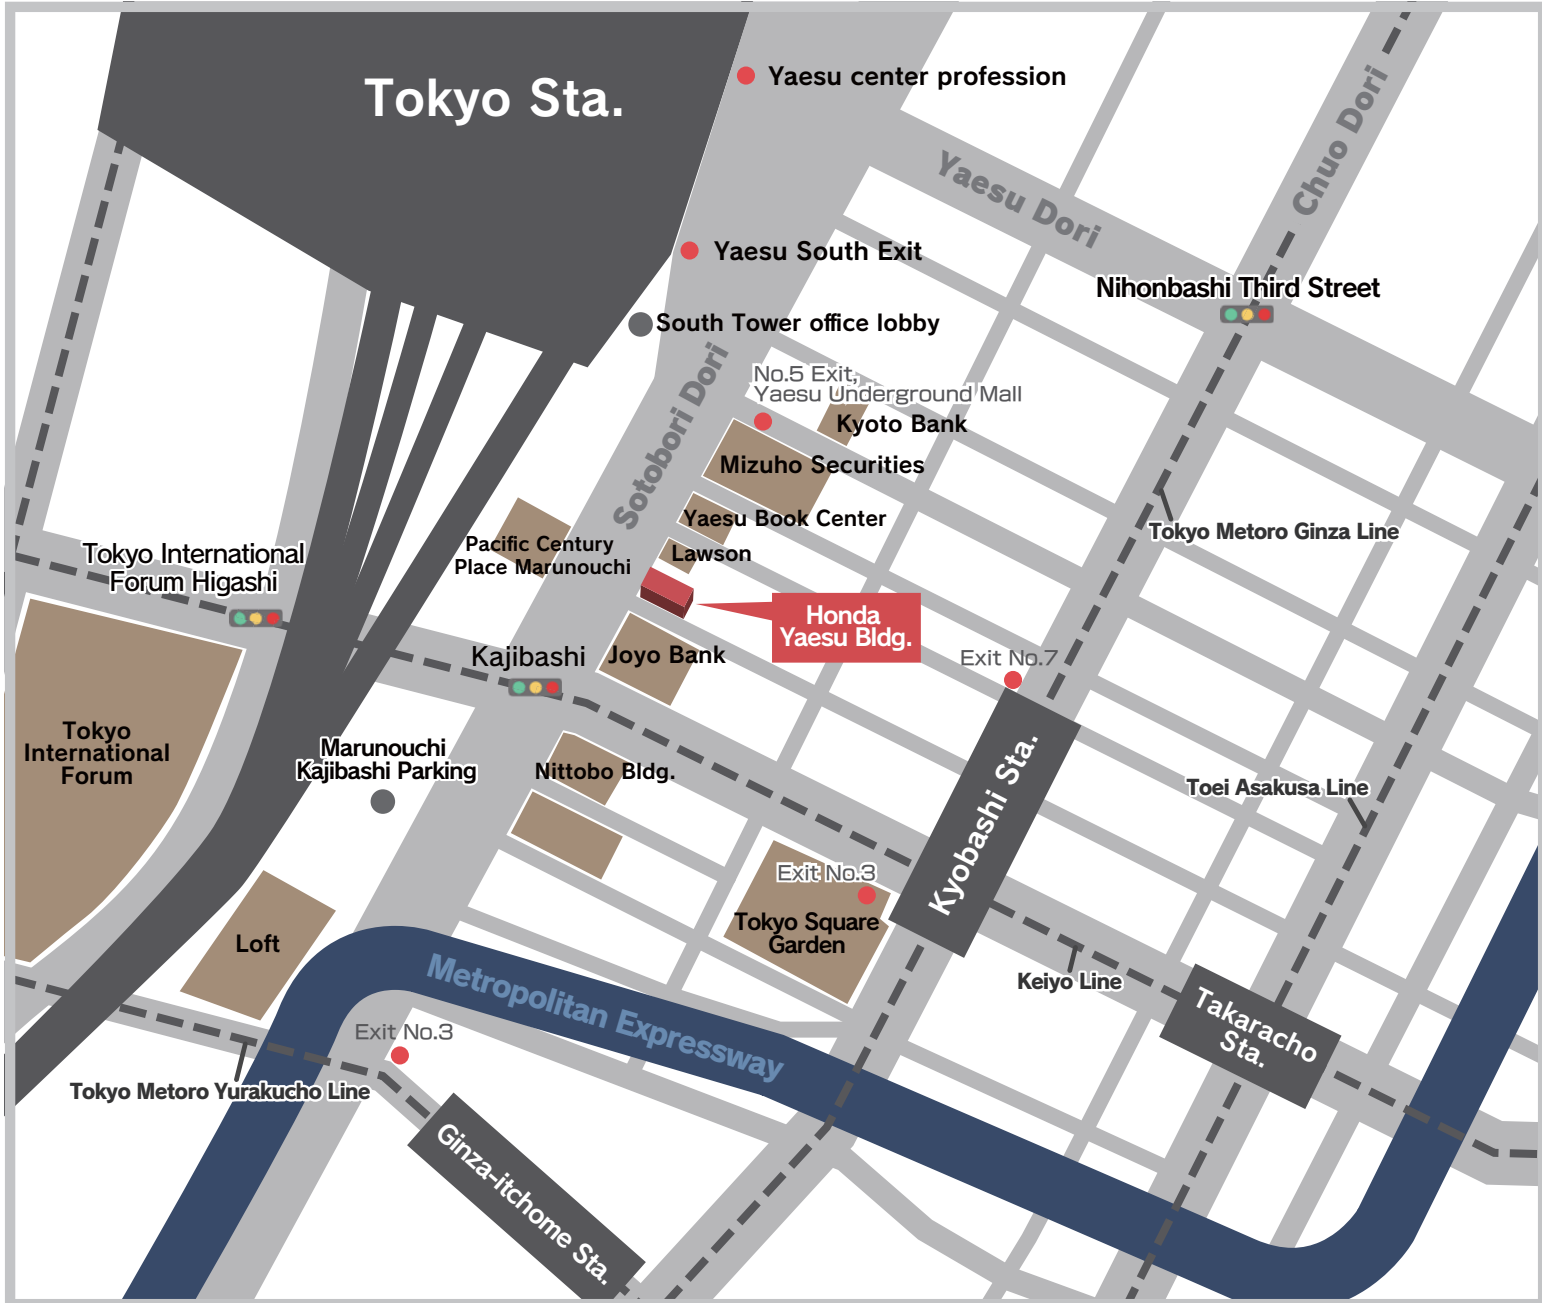 Tokyo Sta.
Yaesu center profession
Chuo Dori
Yaesu Dori
Yaesu South Exit
Nihonbashi Third Street
South Tower office lobby
Sotobori Dori
No.5 Exit,
Yaesu Underground Mall
Kyoto Bank
Mizuho Securities
Yaesu Book Center
Tokyo Metoro Ginza Line
Pacific Century
Place Marunouchi
Lawson
Tokyo International
Forum Higashi
Honda
Yaesu Bldg.
Kajibashi
Joyo Bank
Exit No.7
Tokyo
International
Forum
Marunouchi
Kajibashi Parking
Nittobo Bldg.
Kyobashi Sta.
Toei Asakusa Line
Exit No.3
Tokyo Square
Garden
Loft
Metropolitan Expressway
Keiyo Line
Takaracho
Sta.
Exit No.3
Tokyo Metoro Yurakucho Line
Ginza-itchome Sta.